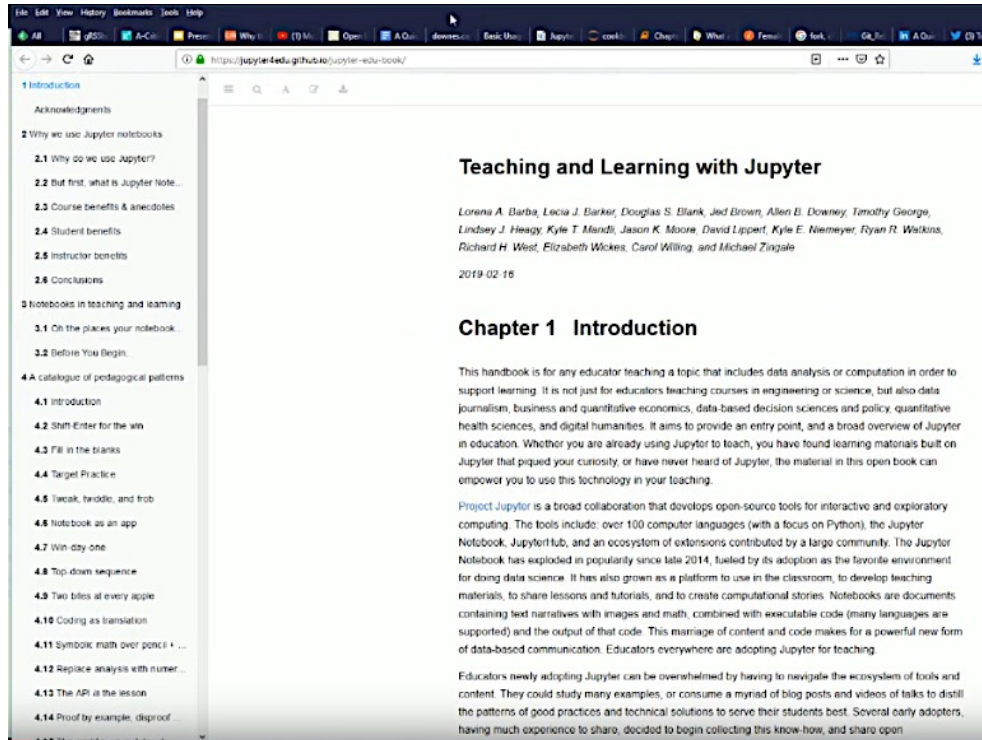 File Edit View History Bookmarks Tools Help
All gRSSh A-Cit Prese Why t (1) M Open A Qui downes.c Basic Usa Jupyte cook Chap What Femal fork, Git_Re A Qui (3) T
https://jupyter4edu.github.io/jupyter-edu-book/
1 Introduction
Acknowledgments
2 Why we use Jupyter notebooks
2.1 Why do we use Jupyter?
2.2 But first, what is Jupyter Note...
2.3 Course benefits & anecdotes
2.4 Student benefits
2.5 Instructor benefits
2.6 Conclusions
3 Notebooks in teaching and learning
3.1 Oh the places your notebook...
3.2 Before You Begin.
4 A catalogue of pedagogical patterns
4.1 Introduction
4.2 Shift-Enter for the win
4.3 Fill in the blanks
4.4 Target Practice
4.5 Tweak, twiddle, and frob
4.6 Notebook as an app
4.7 Win-day-one
4.8 Top-down sequence
4.9 Two bites at every apple
4.10 Coding as translation
4.11 Symbolic math over pencil + ...
4.12 Replace analysis with numer...
4.13 The API is the lesson
4.14 Proof by example, disproof ...
A
Teaching and Learning with Jupyter
Lorena A. Barba, Lecia J. Barker, Douglas S. Blank, Jed Brown, Allen B. Downey, Timothy George,
Lindsey J. Heagy, Kyle T. Mandli, Jason K. Moore, David Lippert, Kyle E. Niemeyer, Ryan R. Watkins,
Richard H. West, Elizabeth Wickes, Carol Willing, and Michael Zingale
2019-02-16
Chapter 1 Introduction
This handbook is for any educator teaching a topic that includes data analysis or computation in order to
support learning. It is not just for educators teaching courses in engineering or science, but also data
journalism, business and quantitative economics, data-based decision sciences and policy, quantitative
health sciences, and digital humanities. It aims to provide an entry point, and a broad overview of Jupyter
in education. Whether you are already using Jupyter to teach, you have found learning materials built on
Jupyter that piqued your curiosity, or have never heard of Jupyter, the material in this open book can
empower you to use this technology in your teaching.
Project Jupyter is a broad collaboration that develops open-source tools for interactive and exploratory
computing. The tools include: over 100 computer languages (with a focus on Python), the Jupyter
Notebook, JupyterHub, and an ecosystem of extensions contributed by a large community. The Jupyter
Notebook has exploded in popularity since late 2014, fueled by its adoption as the favorite environment
for doing data science. It has also grown as a platform to use in the classroom, to develop teaching
materials, to share lessons and tutorials, and to create computational stories. Notebooks are documents
containing text narratives with images and math, combined with executable code (many languages are
supported) and the output of that code. This marriage of content and code makes for a powerful new form
of data-based communication. Educators everywhere are adopting Jupyter for teaching.
Educators newly adopting Jupyter can be overwhelmed by having to navigate the ecosystem of tools and
content. They could study many examples, or consume a myriad of blog posts and videos of talks to distill
the patterns of good practices and technical solutions to serve their students best. Several early adopters,
having much experience to share, decided to begin collecting this know-how, and share open